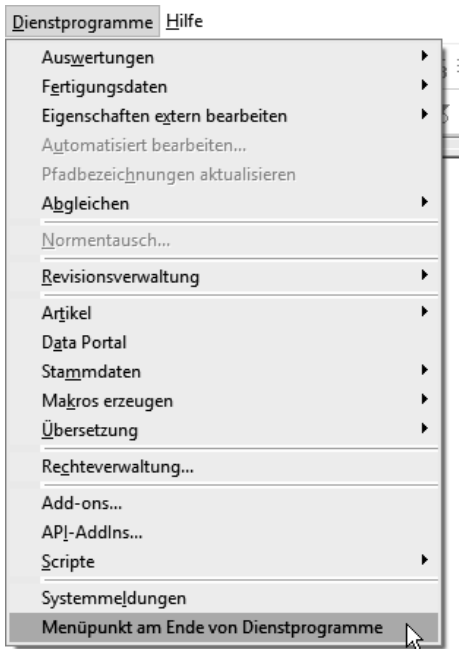 Dienstprogramme Hilfe
Auswertungen
Fertigungsdaten
Eigenschaften extern bearbeiten
Automatisiert bearbeiten...
Pfadbezeichnungen aktualisieren
Abgleichen
Normentausch...
Revisionsverwaltung
Artikel
Data Portal
Stammdaten
Makros erzeugen
Übersetzung
Rechteverwaltung...
Add-ons...
API-AddIns...
Scripte
Systemmeldungen
Menüpunkt am Ende von Dienstprogramme